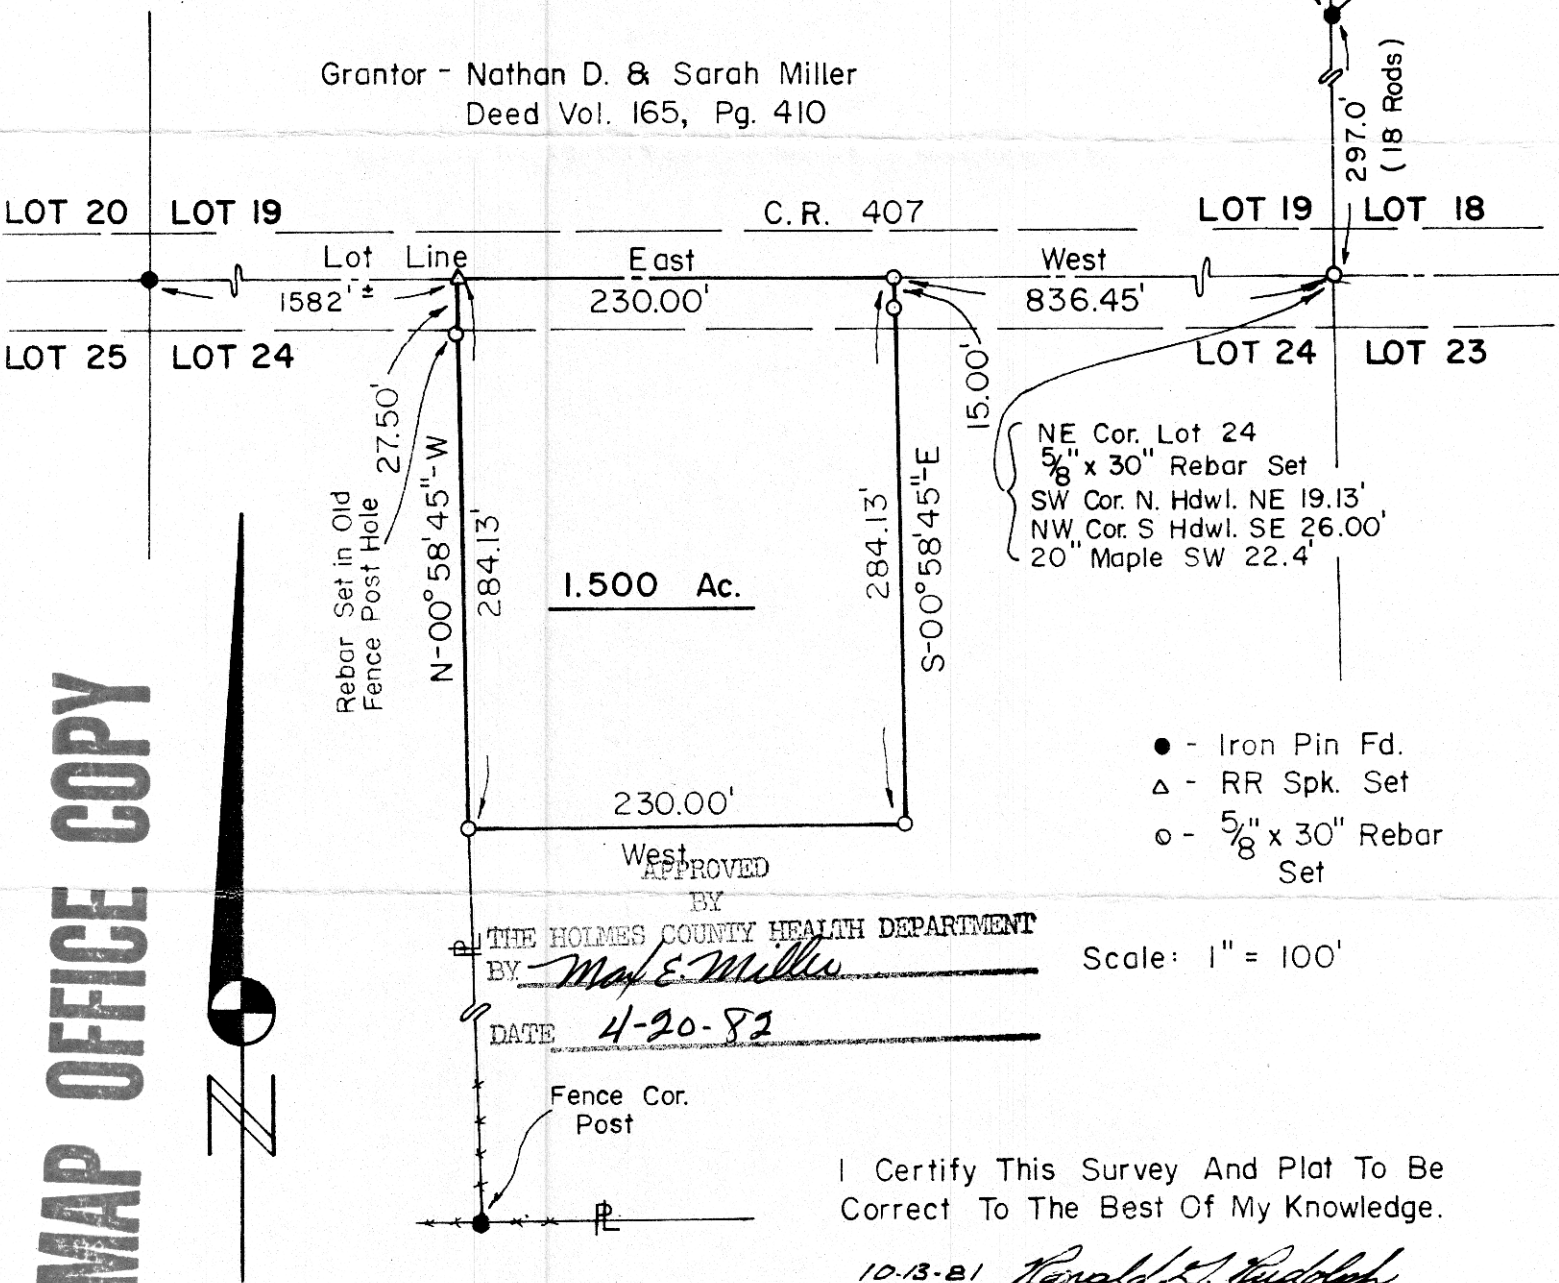 Grantor - Nathan D. & Sarah Miller
Deed Vol. 165, Pg. 410
297.0'
(18 Rods)
LOT 20
LOT 19
C.R. 407
LOT 19
LOT 18
Lot Line
East
West
1582' ±
230.00'
836.45'
LOT 25
LOT 24
LOT 24
LOT 23
27.50'
15.00'
Rebar Set in Old
Fence Post Hole
N-00°58'45"-W
284.13'
284.13'
S-00°58'45"-E
NE Cor. Lot 24
5/8" x 30" Rebar Set
SW Cor. N. Hdwl. NE 19.13'
NW Cor. S Hdwl. SE 26.00'
20" Maple SW 22.4'
1.500 Ac.
- Iron Pin Fd.
- RR Spk. Set
- 5/8" x 30" Rebar
Set
230.00'
West
APPROVED
BY
THE HOLMES COUNTY HEALTH DEPARTMENT
BY Max E. Miller
DATE 4-20-82
Scale: 1" = 100'
PL
N
MAP OFFICE COPY
Fence Cor.
Post
PL
I Certify This Survey And Plat To Be
Correct To The Best Of My Knowledge.
10-13-81 Ronald L. Rudolph